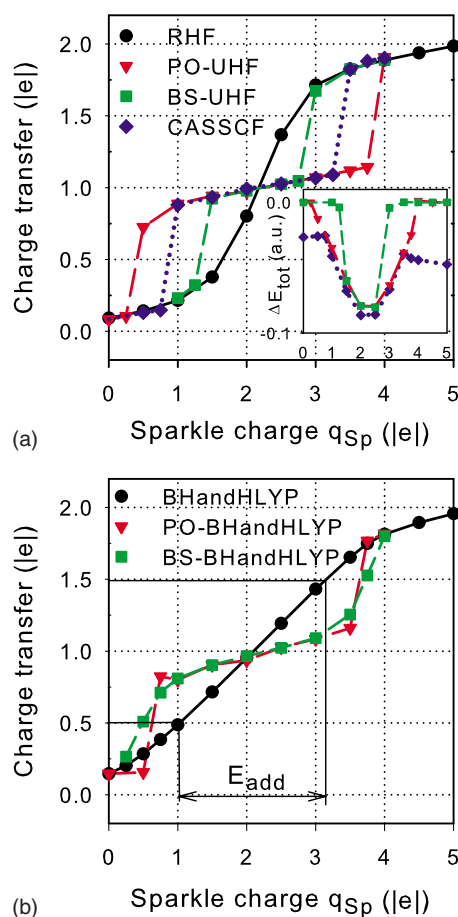 2.0
1.5
1.0
0.5
0.0
Charge transfer (|e|)
RHF
PO-UHF
BS-UHF
CASSCF
0.0
-0.1
ΔE_tot (a.u.)
0 1 2 3 4 5
0 1 2 3 4 5
(a)
Sparkle charge q_Sp (|e|)
2.0
1.5
1.0
0.5
0.0
Charge transfer (|e|)
BHandHLYP
PO-BHandHLYP
BS-BHandHLYP
E_add
0 1 2 3 4 5
(b)
Sparkle charge q_Sp (|e|)